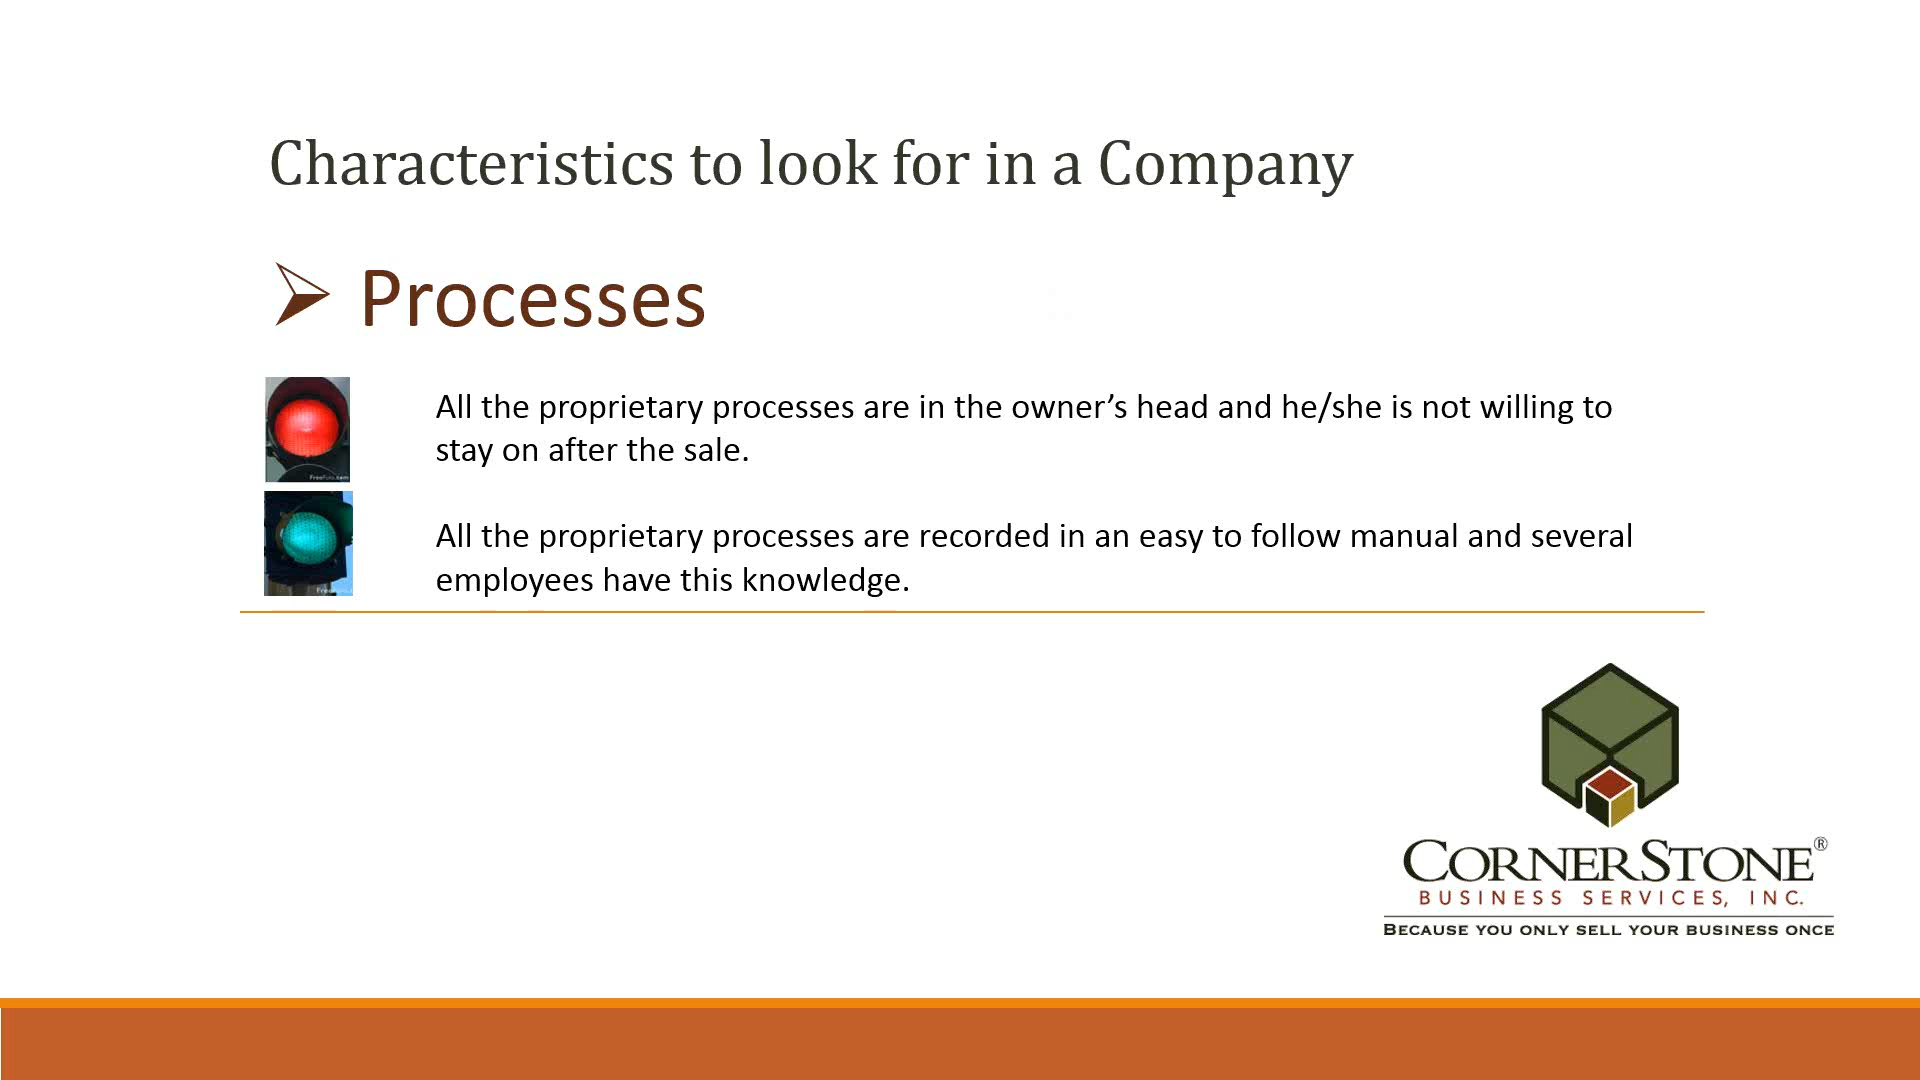 Characteristics to look for in a Company
Processes
All the proprietary processes are in the owner’s head and he/she is not willing to
stay on after the sale.
FreeFoto.com
All the proprietary processes are recorded in an easy to follow manual and several
employees have this knowledge.
CORNERSTONE®
BUSINESS SERVICES, INC.
BECAUSE YOU ONLY SELL YOUR BUSINESS ONCE